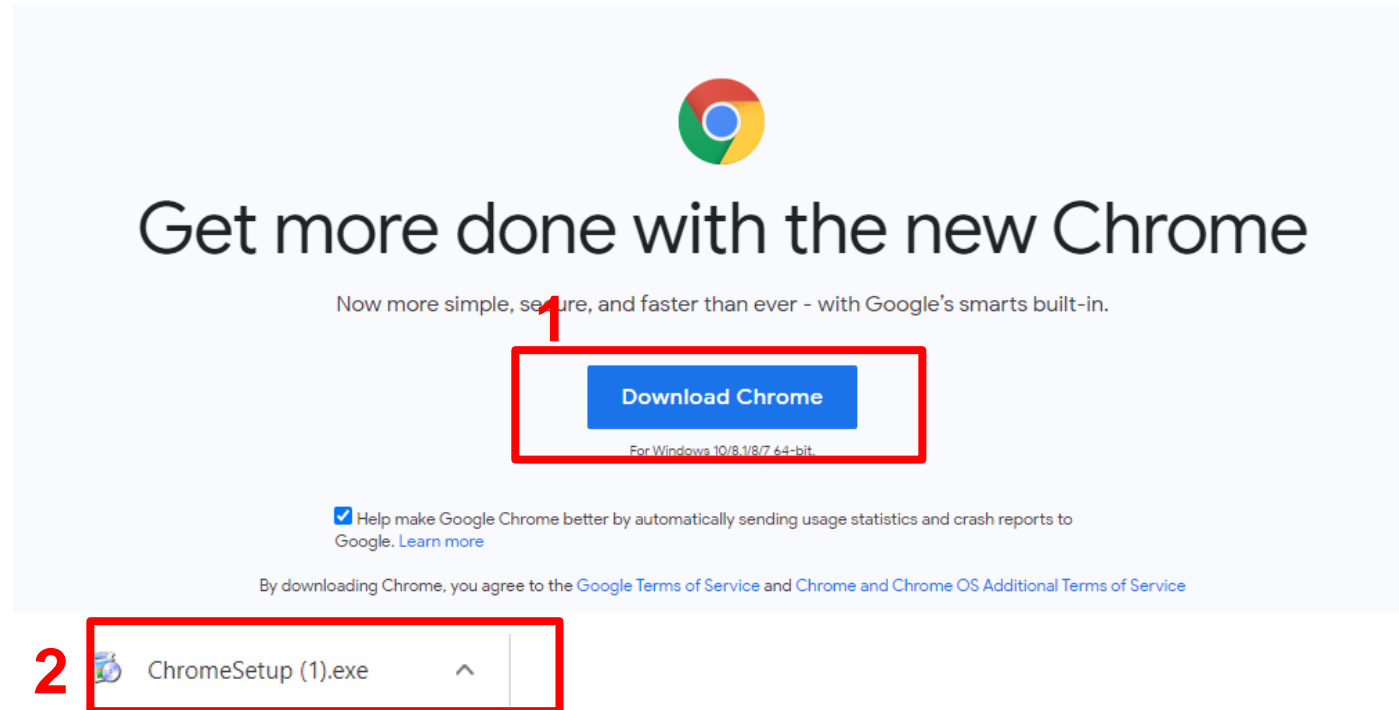 Get more done with the new Chrome
Now more simple, secure, and faster than ever - with Google's smarts built-in.
1
Download Chrome
For Windows 10/8.1/8/7 64-bit.
Help make Google Chrome better by automatically sending usage statistics and crash reports to
Google. Learn more
By downloading Chrome, you agree to the Google Terms of Service and Chrome and Chrome OS Additional Terms of Service
2
ChromeSetup (1).exe